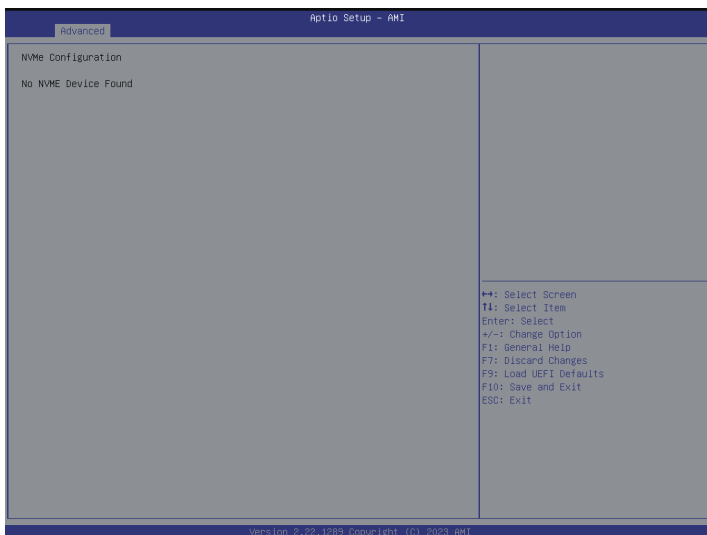 Aptio Setup – AMI
Advanced
NVMe Configuration
No NVME Device Found
↔: Select Screen
↑↓: Select Item
Enter: Select
+/-: Change Option
F1: General Help
F7: Discard Changes
F9: Load UEFI Defaults
F10: Save and Exit
ESC: Exit
Version 2.22.1289 Copyright (C) 2023 AMI